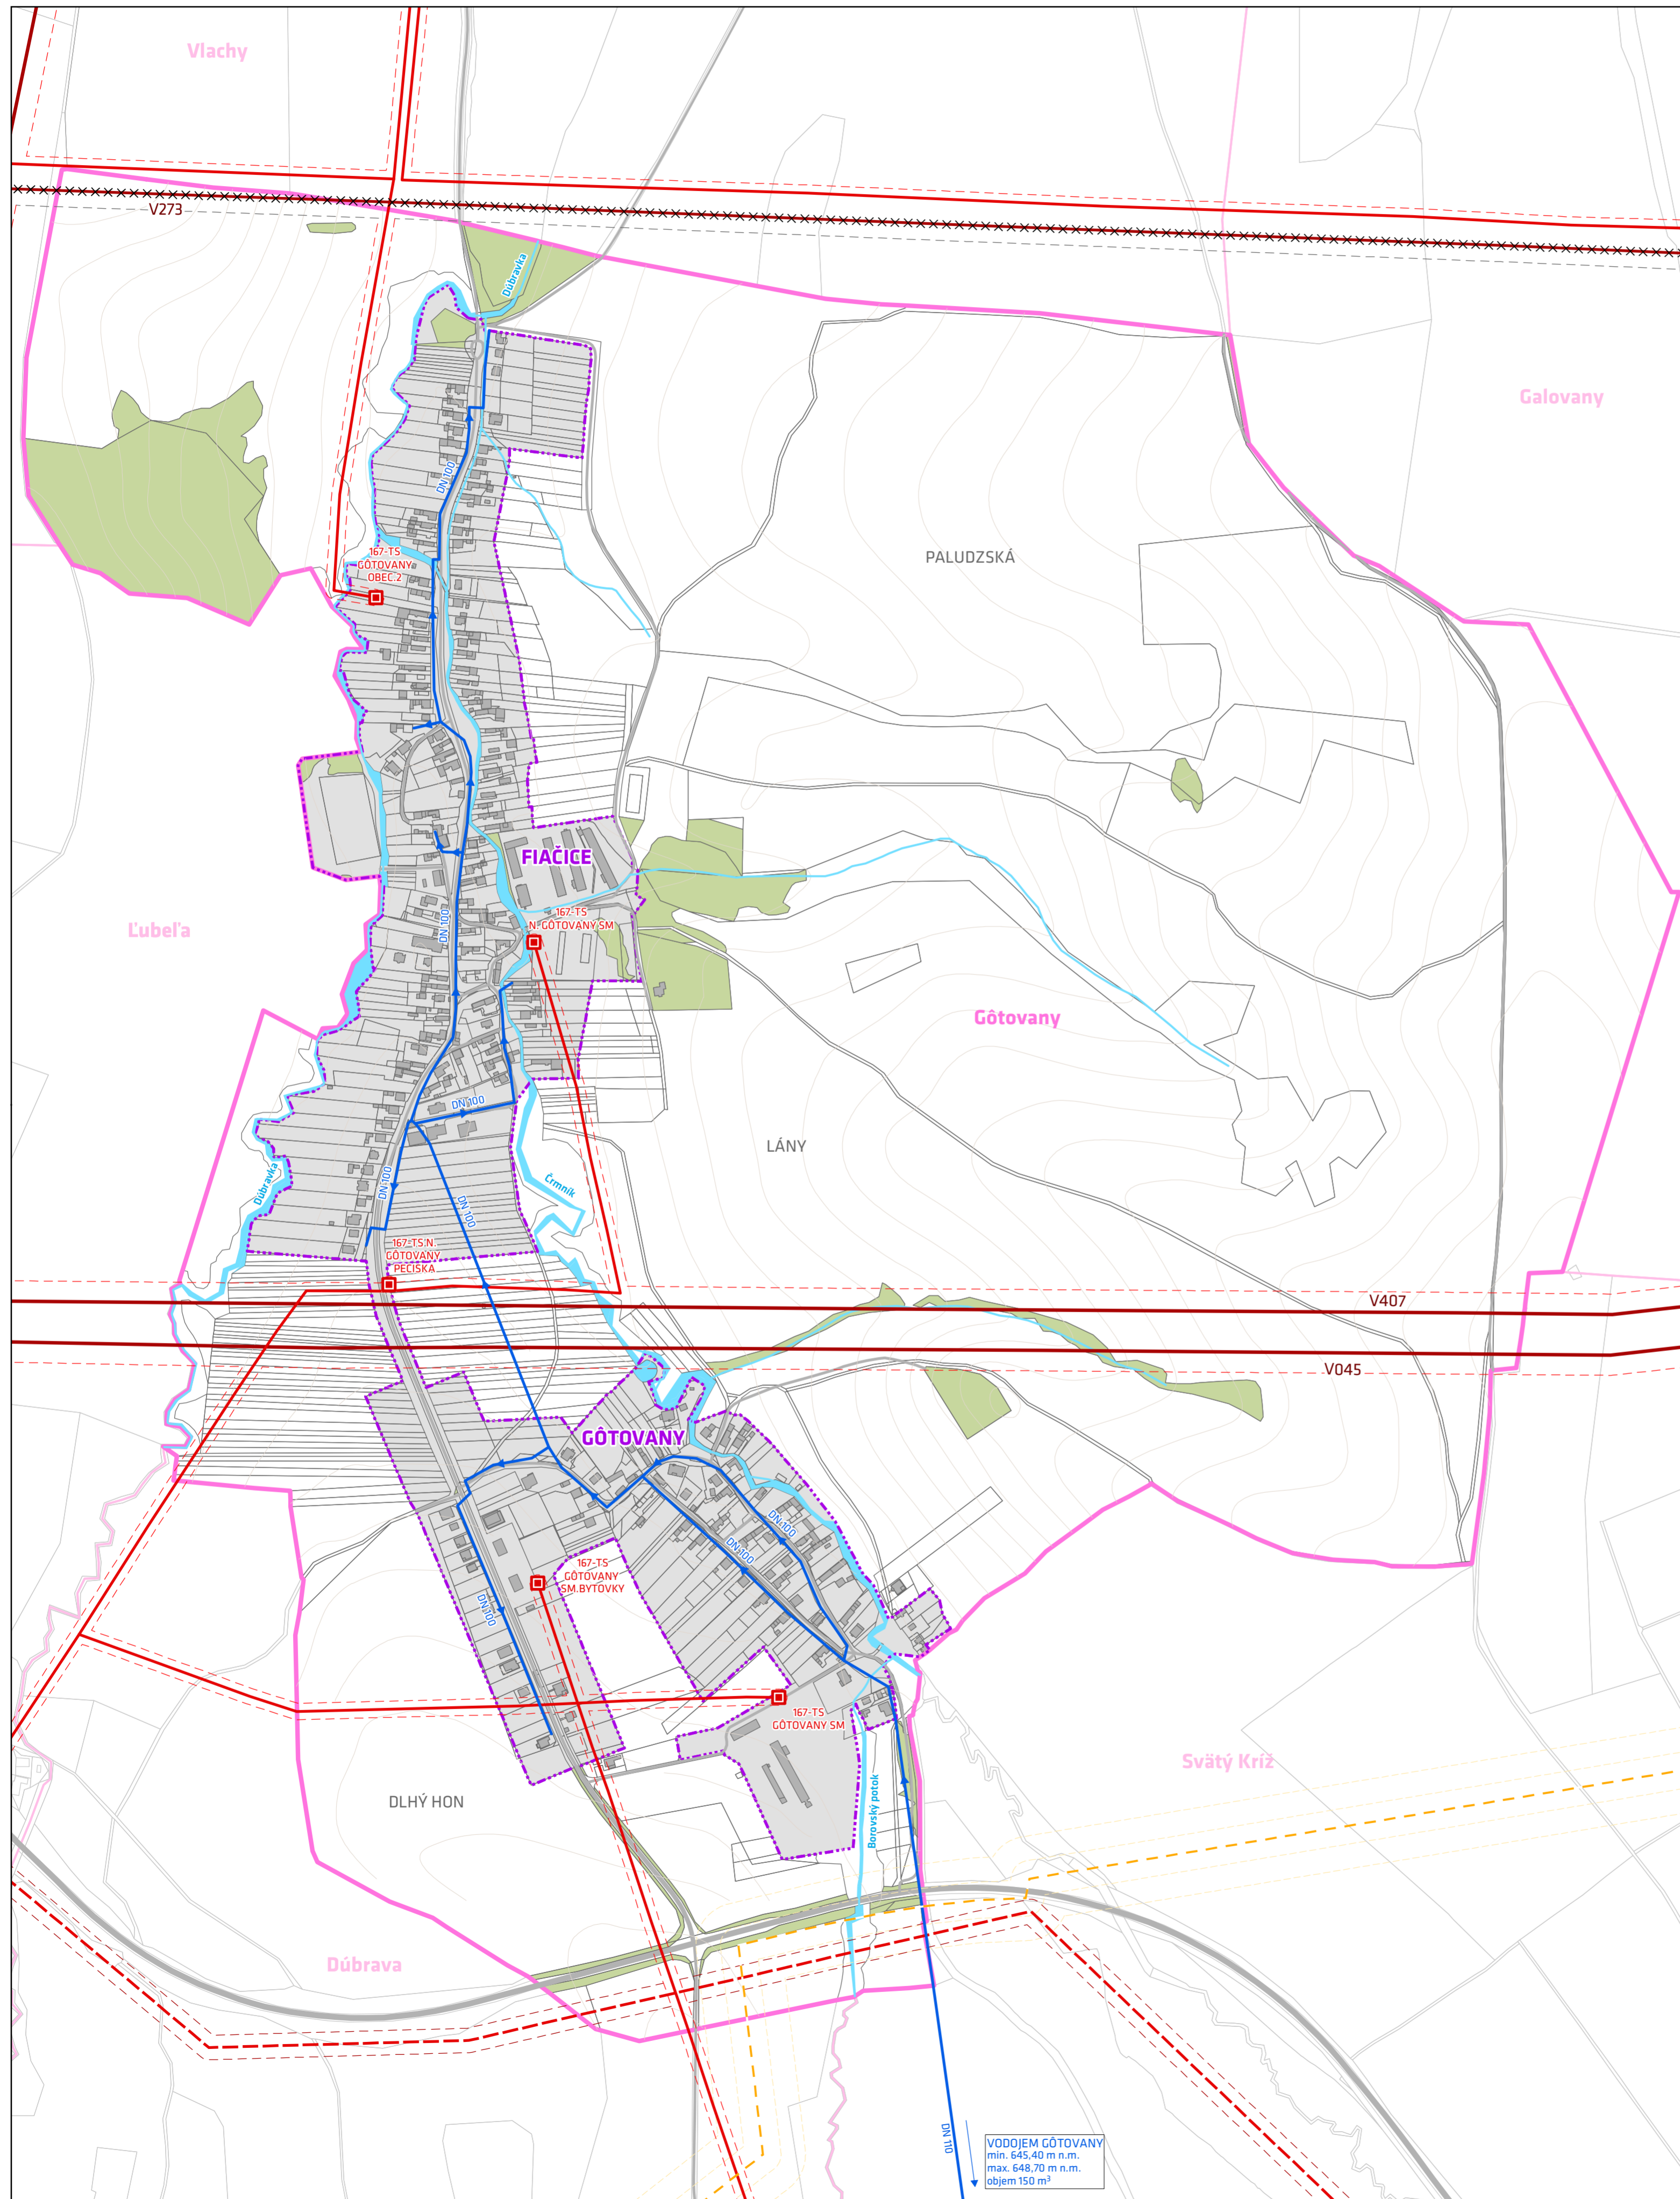 Vlachy
V273
Dúbravka
Galovany
DN 100
167-TS
GÔTOVANY
OBEC.2
PALUDZSKÁ
FIAČICE
167-TS
N. GÔTOVANY SM
DN 100
Ľubeľa
Gôtovany
DN 100
LÁNY
DN 100
Dúbravka
Črmník
DN 100
167-TS.N.
GÔTOVANY
PECISKA
V407
V045
GÔTOVANY
DN 100
DN 100
167-TS
GÔTOVANY
SM.BYTOVKY
DN 100
167-TS
GÔTOVANY SM
Svätý Kríž
DLHÝ HON
Borovský potok
Dúbrava
DN 110
VODOJEM GÔTOVANY
min. 645,40 m n.m.
max. 648,70 m n.m.
objem 150 m³